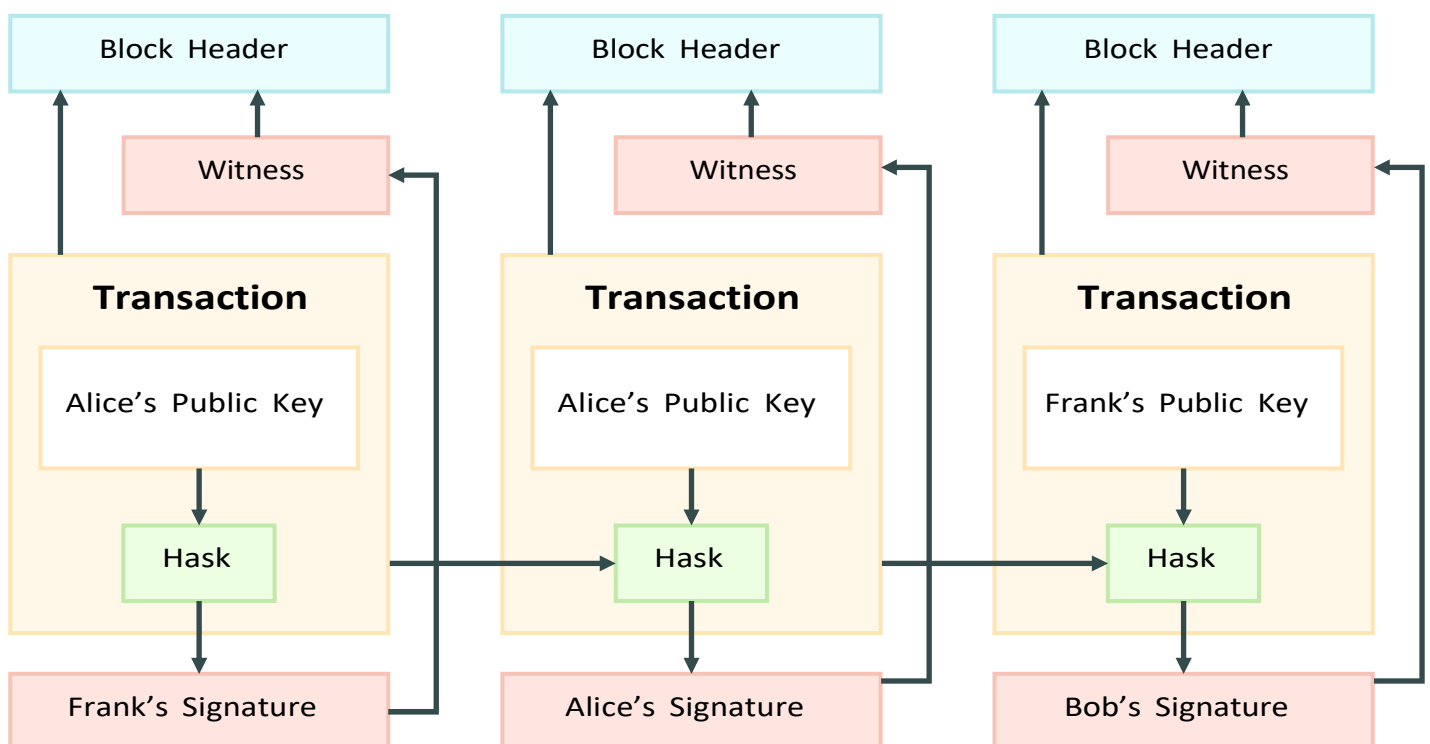 Block Header
Block Header
Block Header
Witness
Witness
Witness
Transaction
Transaction
Transaction
Alice’s Public Key
Alice’s Public Key
Frank’s Public Key
Hask
Hask
Hask
Frank’s Signature
Alice’s Signature
Bob’s Signature